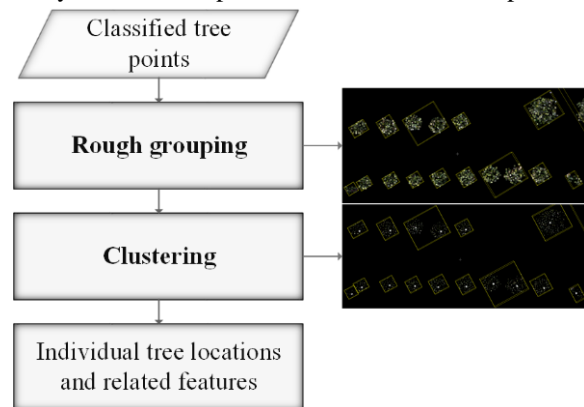 Classified tree
points
Rough grouping
Clustering
Individual tree locations
and related features